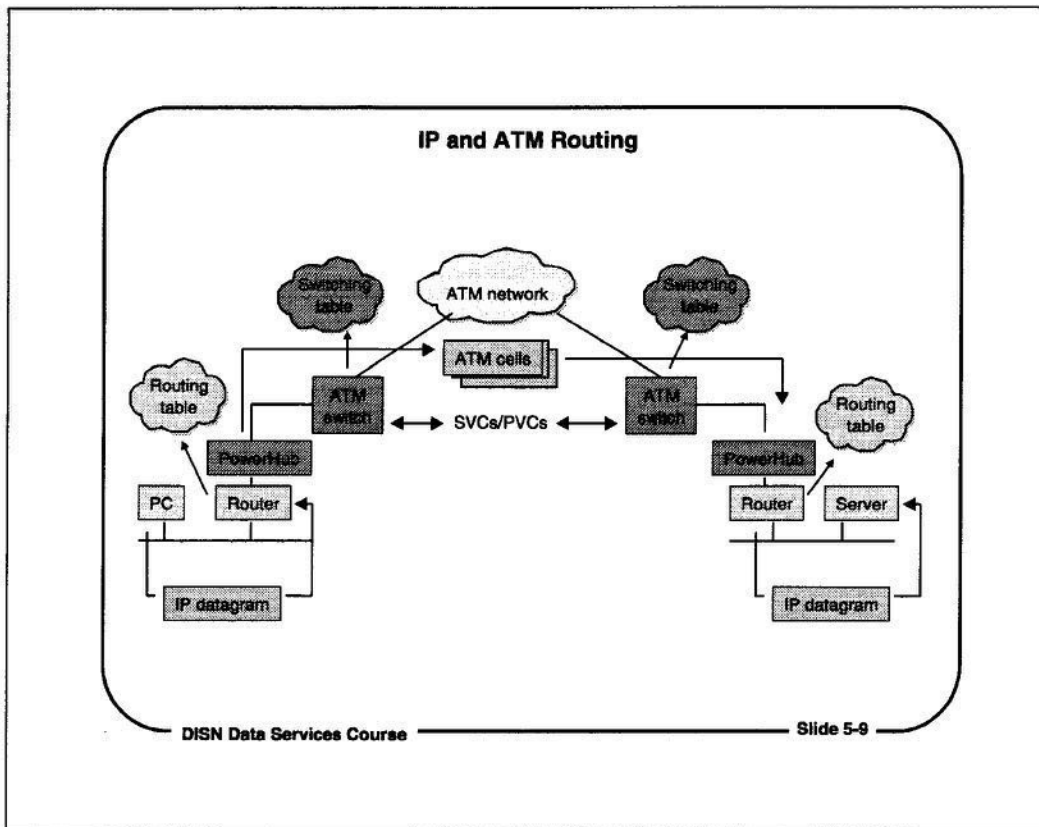 IP and ATM Routing
Switching
table
ATM network
Switching
table
ATM cells
Routing
table
ATM
switch
SVCs/PVCs
ATM
switch
Routing
table
PowerHub
PowerHub
PC
Router
Router
Server
IP datagram
IP datagram
DISN Data Services Course
Slide 5-9